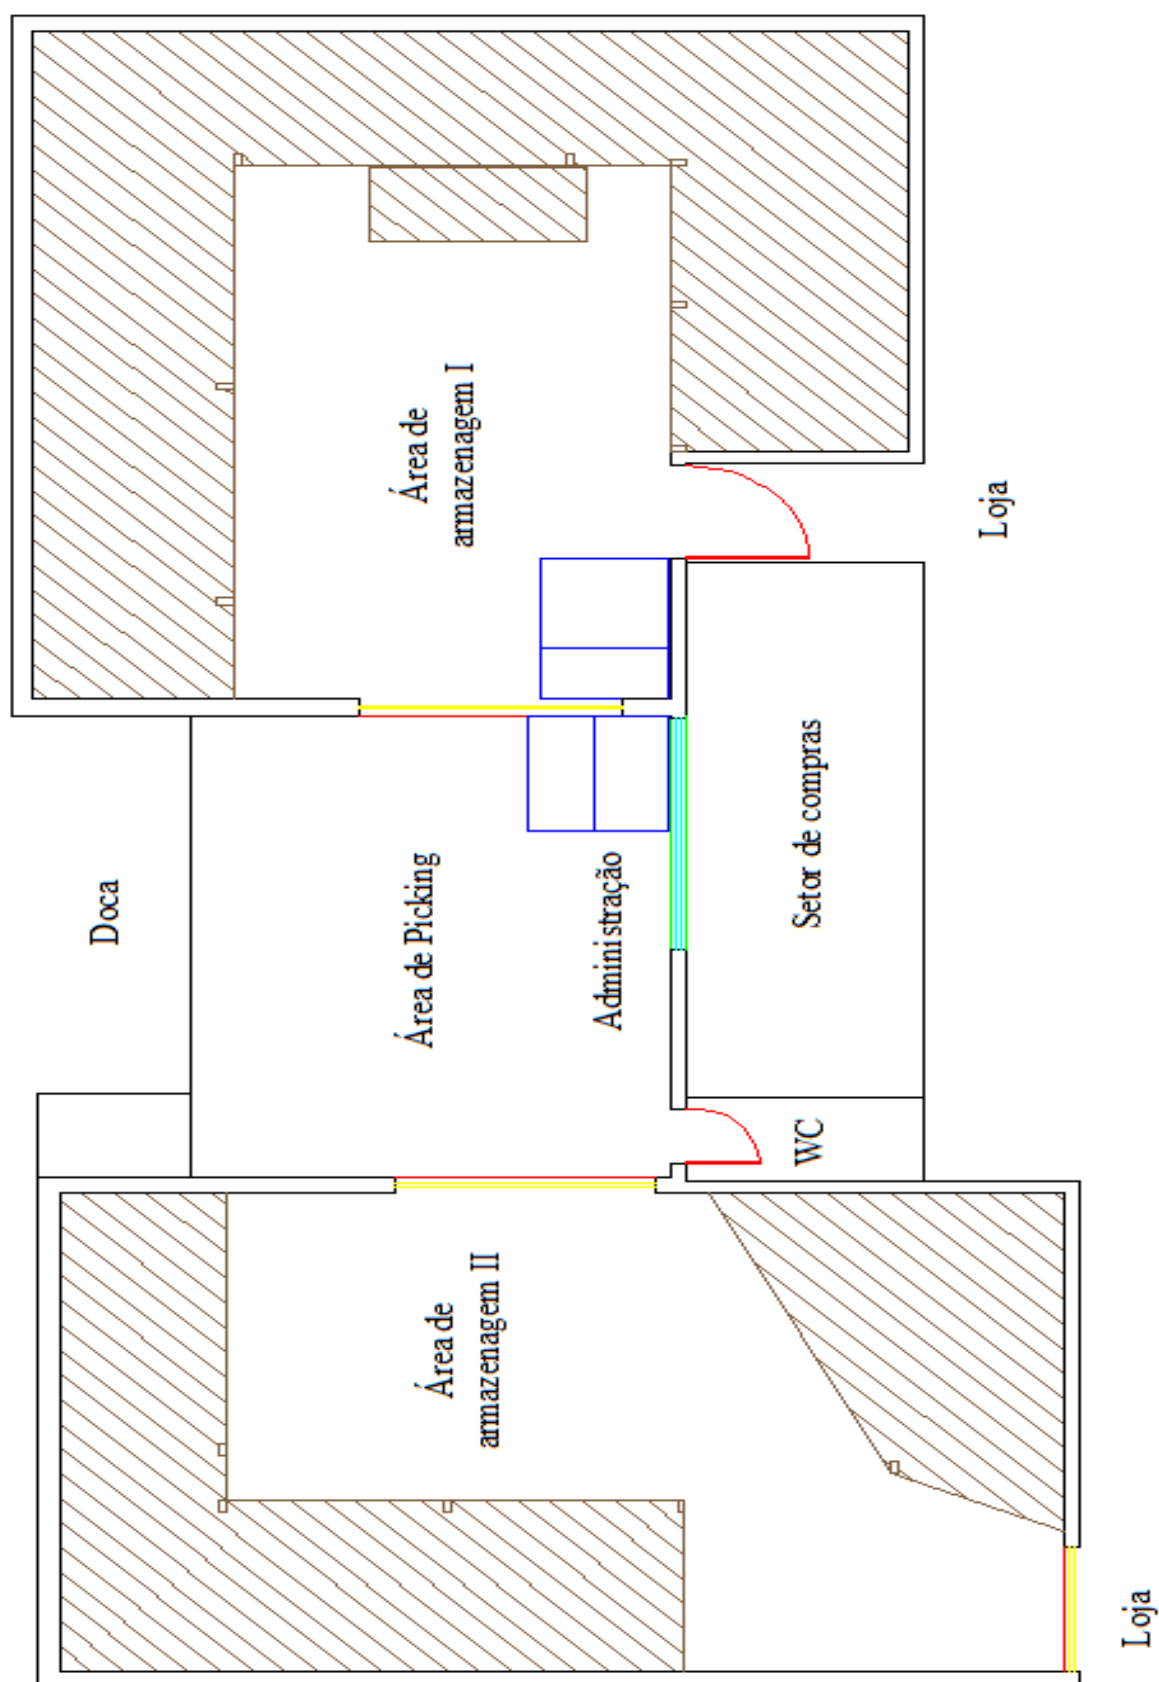 Área de
armazenagem I
Loja
Doca
Área de Picking
Administração
Setor de compras
WC
Área de
armazenagem II
Loja